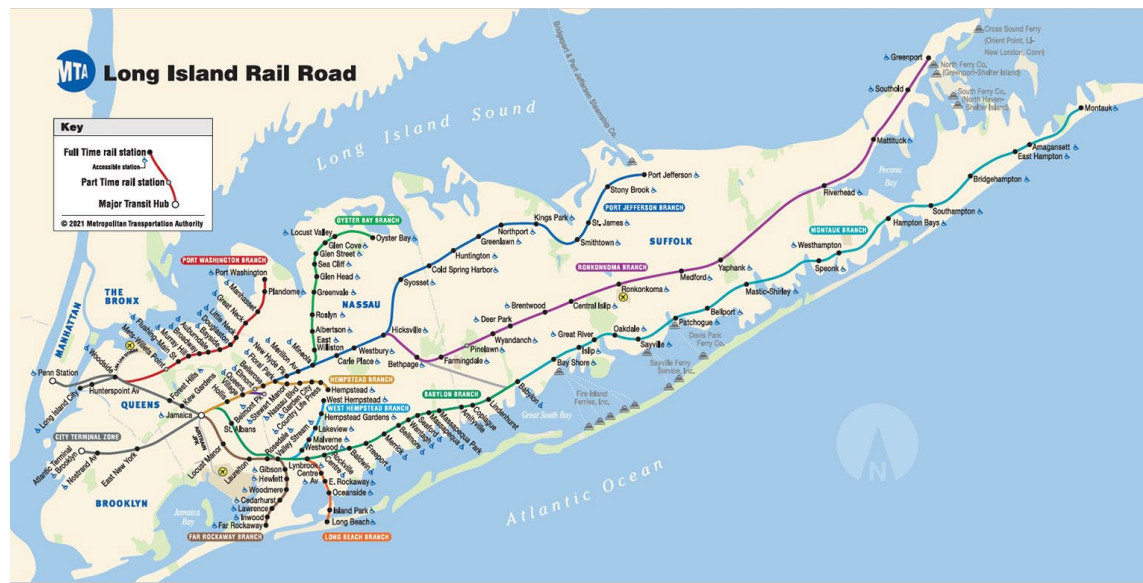 MTA Long Island Rail Road
Key
Full Time rail station
Accessible station
Part Time rail station
Major Transit Hub
© 2021 Metropolitan Transportation Authority
Long Island Sound
Bridgeport & Port Jefferson Steamship Co.
Cross Sound Ferry
(Orient Point, LI-
New London, Conn)
North Ferry Co.
(Greenport-Shelter Island)
South Ferry Co.
(North Haven-
Shelter Island)
Greenport
Southold
Mattituck
Riverhead
Peconic
Bay
Montauk
Amagansett
East Hampton
Bridgehampton
Southampton
Hampton Bays
MONTAUK BRANCH
Westhampton
Speonk
Mastic-Shirley
Bellport
Patchogue
Davis Park
Ferry Co.
Sayville
Sayville Ferry
Service, Inc.
Oakdale
Great River
Islip
Bay Shore
Fire Island
Ferries, Inc.
Great South Bay
Yaphank
Medford
RONKONKOMA BRANCH
Ronkonkoma
Central Islip
Brentwood
Deer Park
Wyandanch
Pinelawn
Farmingdale
Bethpage
SUFFOLK
PORT JEFFERSON BRANCH
Port Jefferson
Stony Brook
St. James
Smithtown
Kings Park
Northport
Greenlawn
Huntington
Cold Spring Harbor
Syosset
Hicksville
Westbury
Carle Place
NASSAU
OYSTER BAY BRANCH
Oyster Bay
Locust Valley
Glen Cove
Glen Street
Sea Cliff
Glen Head
Greenvale
Roslyn
Albertson
East
Williston
Mineola
Merillon Av
New Hyde Pk
Floral Park
Bellerose
Queens
Village
Hollis
PORT WASHINGTON BRANCH
Port Washington
Plandome
Manhasset
Great Neck
Little Neck
Douglaston
Bayside
Auburndale
Broadway
Murray Hill
Flushing-Main St
Mets-Willets Point
THE
BRONX
MANHATTAN
Woodside
Penn Station
Long Island City
Hunterspoint Av
QUEENS
Forest Hills
Kew Gardens
Jamaica
CITY TERMINAL ZONE
Atlantic Terminal
Brooklyn
Nostrand Av
East New York
BROOKLYN
Jamaica
Bay
HEMPSTEAD BRANCH
Belmont Pk
Stewart Manor
Nassau Blvd
Garden City
Country Life Press
Hempstead
WEST HEMPSTEAD BRANCH
West Hempstead
Hempstead Gardens
Lakeview
Malverne
Westwood
St. Albans
Locust Manor
Laurelton
Rosedale
Valley Stream
Gibson
Hewlett
Woodmere
Cedarhurst
Lawrence
Inwood
Far Rockaway
FAR ROCKAWAY BRANCH
Lynbrook
Centre
Av
E. Rockaway
Oceanside
Island Park
Long Beach
LONG BEACH BRANCH
BABYLON BRANCH
Rockville
Centre
Baldwin
Freeport
Merrick
Bellmore
Wantagh
Seaford
Massapequa
Massapequa Park
Amityville
Copiague
Lindenhurst
Babylon
Atlantic Ocean
N